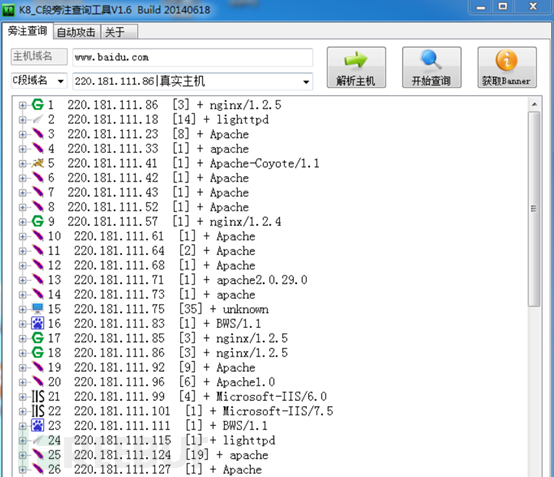 K8_C段旁注查询工具V1.6 Build 20140618
旁注查询 自动攻击 关于
主机域名 www.baidu.com
C段域名 220.181.111.86|真实主机
解析主机 开始查询 获取Banner
1 220.181.111.86 [3] + nginx/1.2.5
2 220.181.111.18 [14] + lighttpd
3 220.181.111.23 [8] + Apache
4 220.181.111.33 [1] + apache
5 220.181.111.41 [1] + Apache-Coyote/1.1
6 220.181.111.42 [1] + Apache
7 220.181.111.43 [1] + Apache
8 220.181.111.52 [1] + Apache
9 220.181.111.57 [1] + nginx/1.2.4
10 220.181.111.61 [1] + Apache
11 220.181.111.64 [2] + Apache
12 220.181.111.68 [1] + Apache
13 220.181.111.71 [1] + apache2.0.29.0
14 220.181.111.73 [1] + apache
15 220.181.111.75 [35] + unknown
16 220.181.111.83 [1] + BWS/1.1
17 220.181.111.85 [3] + nginx/1.2.5
18 220.181.111.86 [3] + nginx/1.2.5
19 220.181.111.92 [9] + Apache
20 220.181.111.96 [6] + Apache1.0
IIS 21 220.181.111.99 [4] + Microsoft-IIS/6.0
IIS 22 220.181.111.101 [1] + Microsoft-IIS/7.5
23 220.181.111.111 [1] + BWS/1.1
24 220.181.111.115 [1] + lighttpd
25 220.181.111.124 [19] + apache
26 220.181.111.127 [1] + Apache